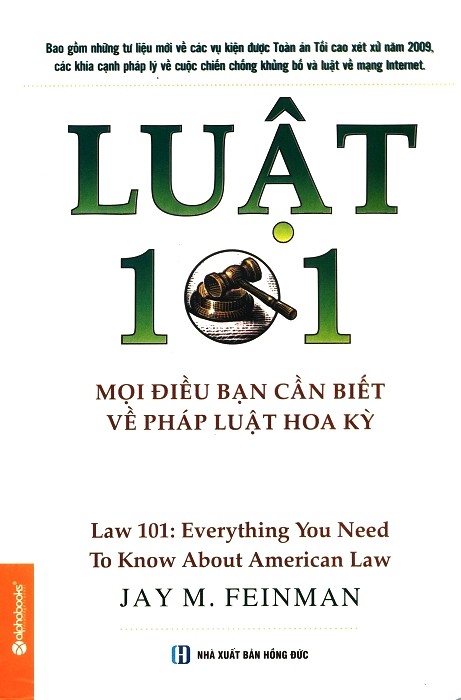 Bao gồm những tư liệu mới về các vụ kiện được Toàn án Tối cao xét xử năm 2009,
các khía cạnh pháp lý về cuộc chiến chống khủng bố và luật về mạng Internet.
LUẬT
101
MỌI ĐIỀU BẠN CẦN BIẾT
VỀ PHÁP LUẬT HOA KỲ
Law 101: Everything You Need
To Know About American Law
JAY M. FEINMAN
alphabooks
NHÀ XUẤT BẢN HỒNG ĐỨC